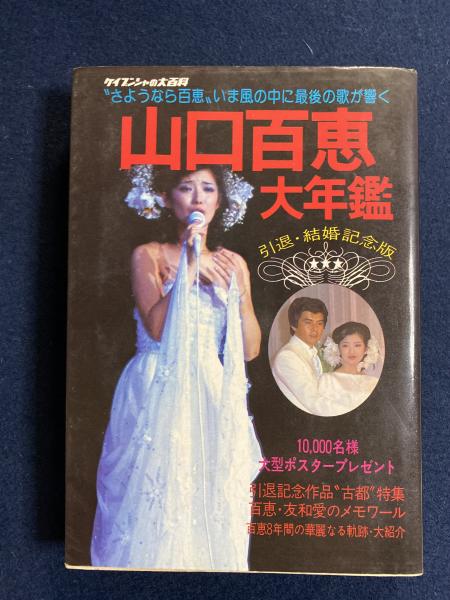 ケイブンシャの大百科
〝さようなら百恵〟いま風の中に最後の歌が響く
山口百恵
大年鑑
引退・結婚記念版
10,000名様
大型ポスタープレゼント
引退記念作品〝古都〟特集
百恵・友和愛のメモワール
百恵8年間の華麗なる軌跡・大紹介